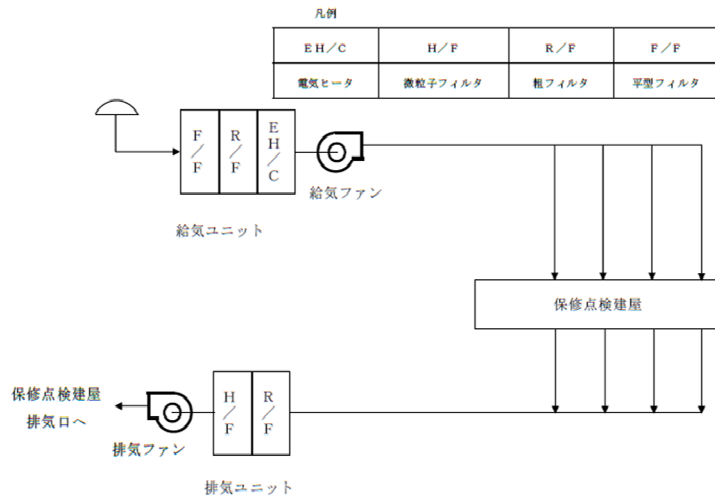 凡例
EH/C H/F R/F F/F
電気ヒータ 微粒子フィルタ 粗フィルタ 平型フィルタ
F/F R/F EH/C
給気ファン
給気ユニット
保修点検建屋
保修点検建屋
排気口へ
H/F R/F
排気ファン
排気ユニット